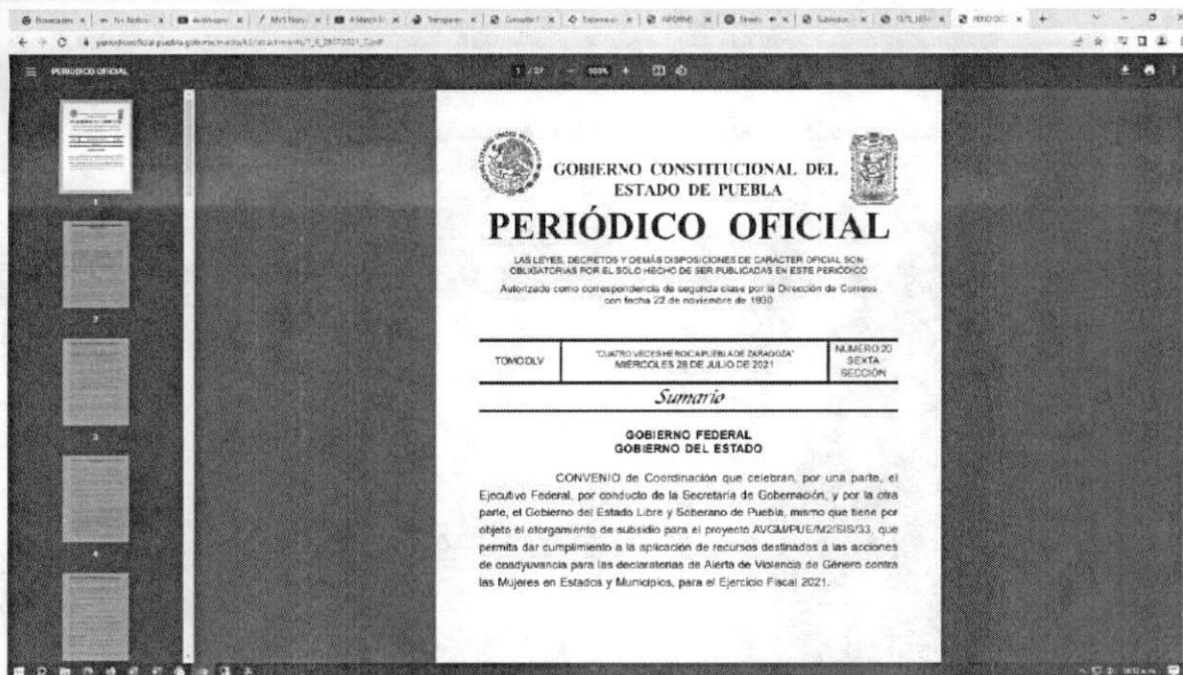 PERIÓDICO OFICIAL
1 / 27
100%
1
2
3
4
GOBIERNO CONSTITUCIONAL DEL
ESTADO DE PUEBLA
PERIÓDICO OFICIAL
LAS LEYES, DECRETOS Y DEMÁS DISPOSICIONES DE CARÁCTER OFICIAL SON
OBLIGATORIAS POR EL SOLO HECHO DE SER PUBLICADAS EN ESTE PERIÓDICO
Autorizado como correspondencia de segunda clase por la Dirección de Correos
con fecha 22 de noviembre de 1930
TOMO DLV
"CUATRO VECES HEROICA PUEBLA DE ZARAGOZA"
MIÉRCOLES 28 DE JULIO DE 2021
NÚMERO 20
SEXTA
SECCIÓN
Sumario
GOBIERNO FEDERAL
GOBIERNO DEL ESTADO
CONVENIO de Coordinación que celebran, por una parte, el
Ejecutivo Federal, por conducto de la Secretaría de Gobernación, y por la otra
parte, el Gobierno del Estado Libre y Soberano de Puebla, mismo que tiene por
objeto el otorgamiento de subsidio para el proyecto AVGM/PUE/M2/SIS/33, que
permita dar cumplimiento a la aplicación de recursos destinados a las acciones
de coadyuvancia para las declaratorias de Alerta de Violencia de Género contra
las Mujeres en Estados y Municipios, para el Ejercicio Fiscal 2021.